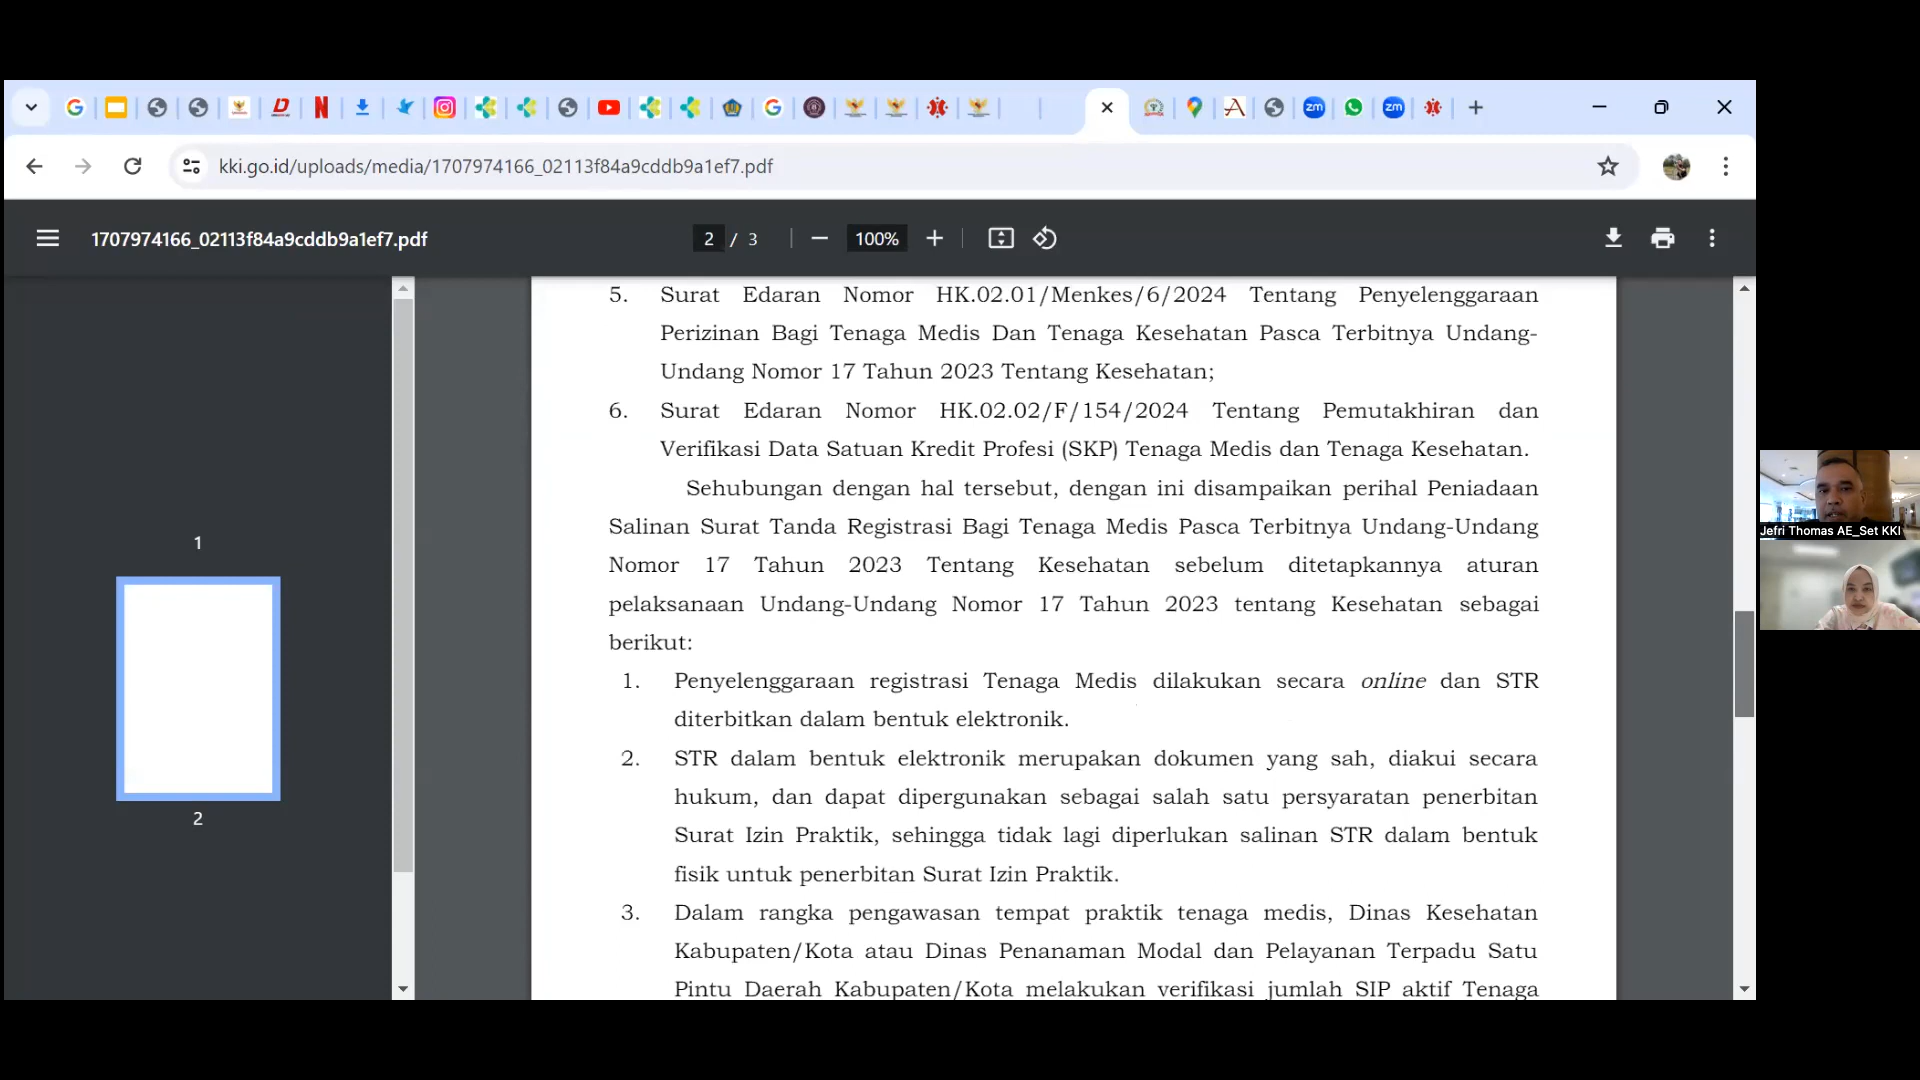 kki.go.id/uploads/media/1707974166_02113f84a9cddb9a1ef7.pdf
1707974166_02113f84a9cddb9a1ef7.pdf
2 / 3
100%
5. Surat Edaran Nomor HK.02.01/Menkes/6/2024 Tentang Penyelenggaraan
Perizinan Bagi Tenaga Medis Dan Tenaga Kesehatan Pasca Terbitnya Undang-
Undang Nomor 17 Tahun 2023 Tentang Kesehatan;
6. Surat Edaran Nomor HK.02.02/F/154/2024 Tentang Pemutakhiran dan
Verifikasi Data Satuan Kredit Profesi (SKP) Tenaga Medis dan Tenaga Kesehatan.
Sehubungan dengan hal tersebut, dengan ini disampaikan perihal Peniadaan
Salinan Surat Tanda Registrasi Bagi Tenaga Medis Pasca Terbitnya Undang-Undang
Nomor 17 Tahun 2023 Tentang Kesehatan sebelum ditetapkannya aturan
pelaksanaan Undang-Undang Nomor 17 Tahun 2023 tentang Kesehatan sebagai
berikut:
1. Penyelenggaraan registrasi Tenaga Medis dilakukan secara online dan STR
diterbitkan dalam bentuk elektronik.
2. STR dalam bentuk elektronik merupakan dokumen yang sah, diakui secara
hukum, dan dapat dipergunakan sebagai salah satu persyaratan penerbitan
Surat Izin Praktik, sehingga tidak lagi diperlukan salinan STR dalam bentuk
fisik untuk penerbitan Surat Izin Praktik.
3. Dalam rangka pengawasan tempat praktik tenaga medis, Dinas Kesehatan
Kabupaten/Kota atau Dinas Penanaman Modal dan Pelayanan Terpadu Satu
Pintu Daerah Kabupaten/Kota melakukan verifikasi jumlah SIP aktif Tenaga
1
2
zm
zm
Jefri Thomas AE_Set KKI